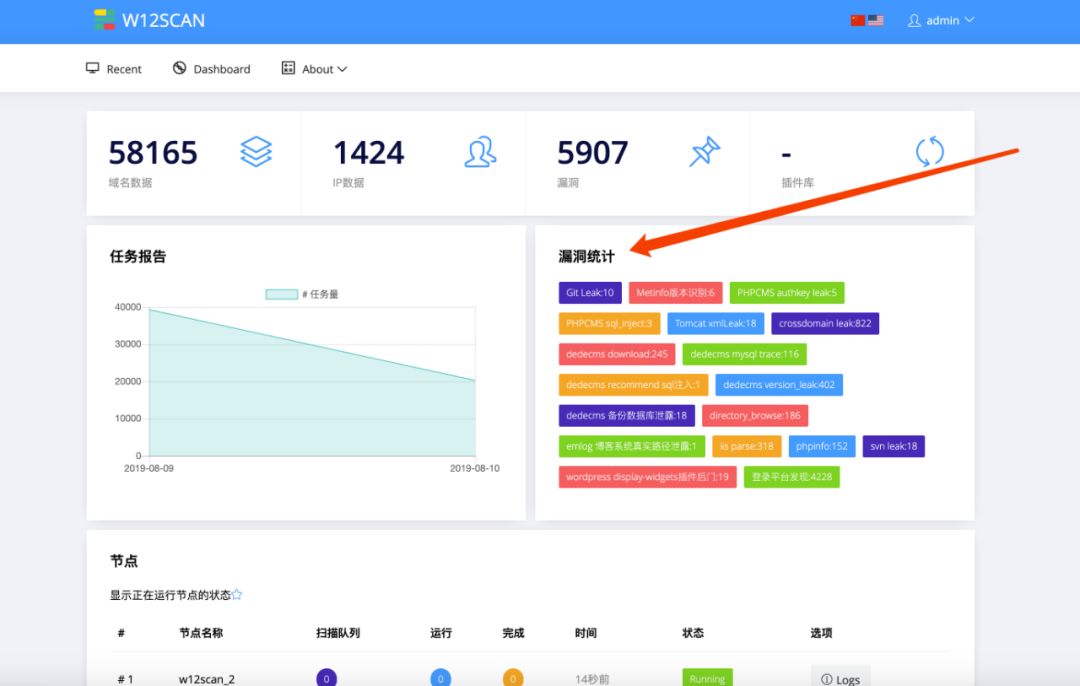 W12SCAN
admin
Recent Dashboard About
58165 1424 5907 -
域名数据 IP数据 漏洞 插件库
任务报告
# 任务量
40000
30000
20000
10000
0
2019-08-09 2019-08-10
漏洞统计
Git Leak:10 Metinfo版本识别:6 PHPCMS authkey leak:5
PHPCMS sql_inject:3 Tomcat xmlLeak:18 crossdomain leak:822
dedecms download:245 dedecms mysql trace:116
dedecms recommend sql注入:1 dedecms version_leak:402
dedecms 备份数据库泄露:18 directory_browse:186
emlog 博客系统真实路径泄露:1 iis parse:318 phpinfo:152 svn leak:18
wordpress display-widgets插件后门:19 登录平台发现:4228
节点
显示正在运行节点的状态
# 节点名称 扫描队列 运行 完成 时间 状态 选项
# 1 w12scan_2 0 0 0 14秒前 Running Logs